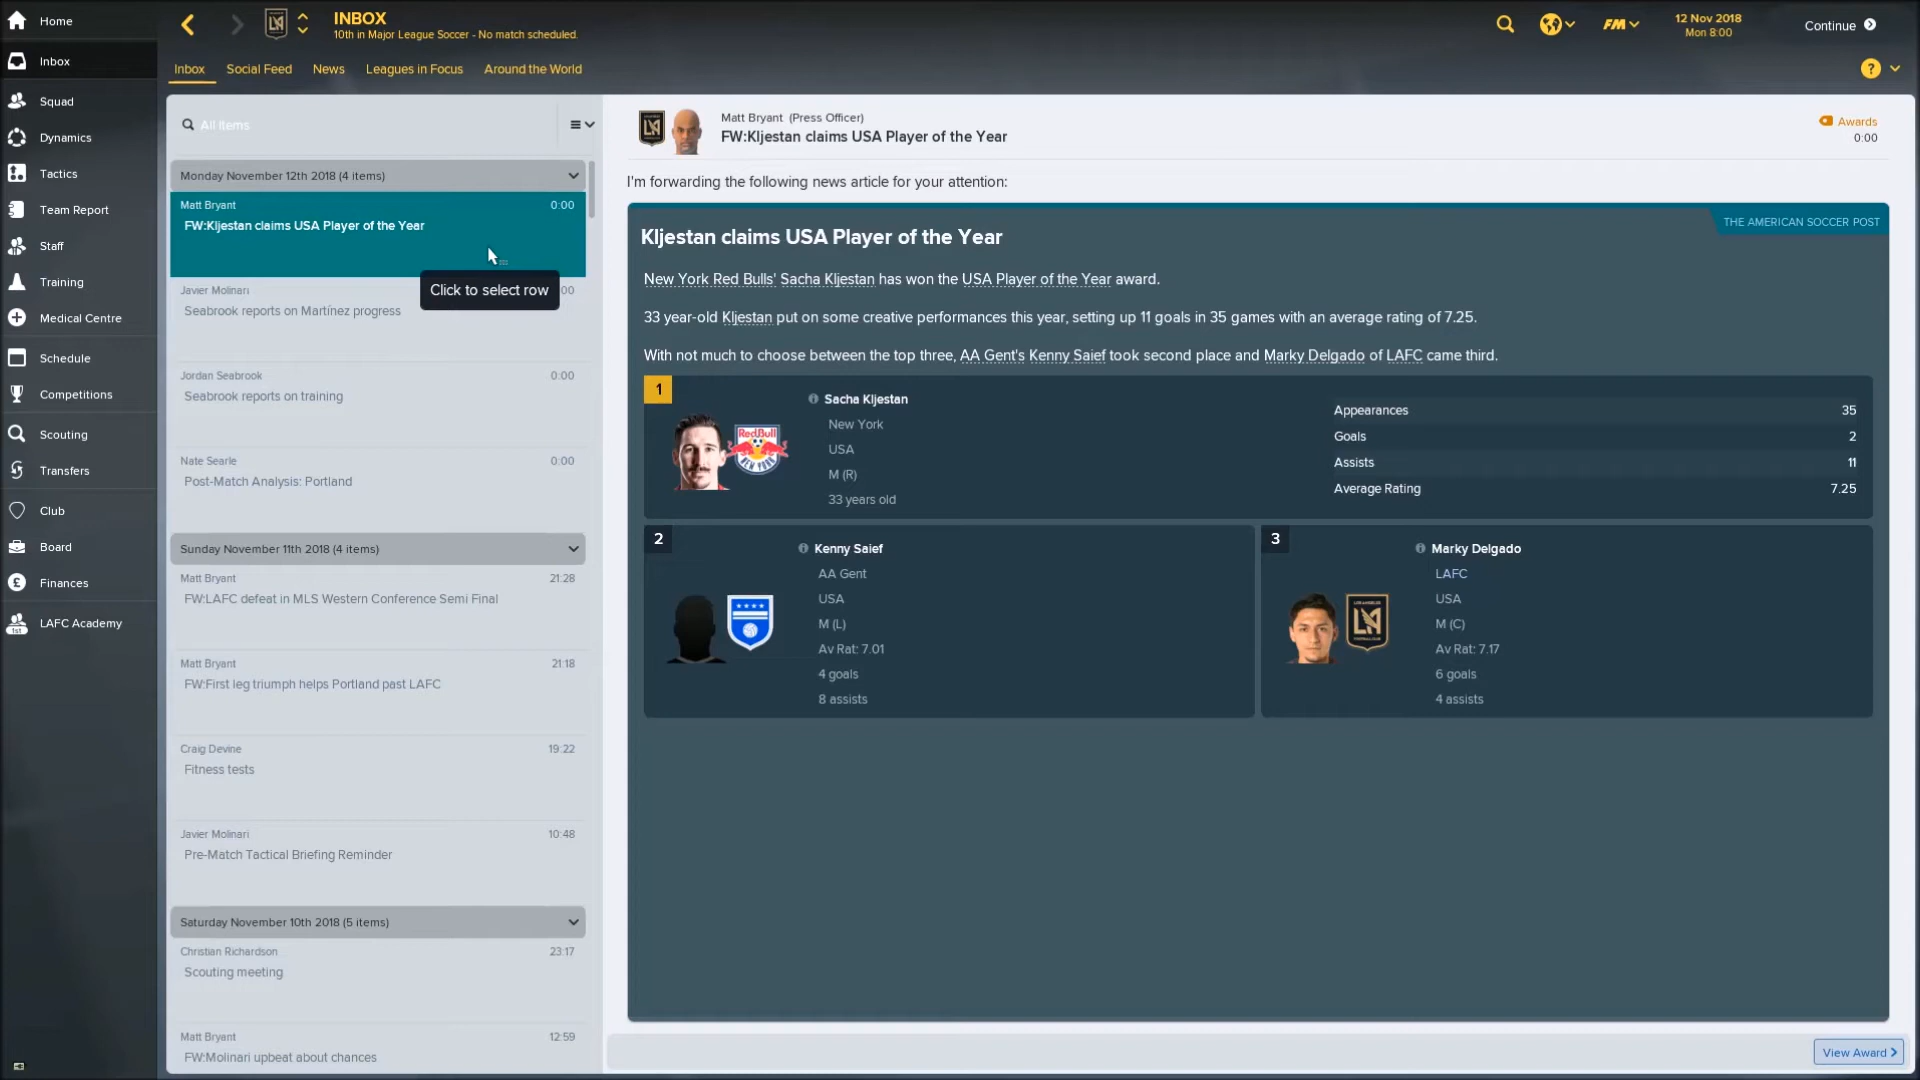 Home
Inbox
Squad
Dynamics
Tactics
Team Report
Staff
Training
Medical Centre
Schedule
Competitions
Scouting
Transfers
Club
Board
Finances
LAFC Academy
INBOX
10th in Major League Soccer - No match scheduled.
FM
12 Nov 2018
Mon 8:00
Continue
Inbox Social Feed News Leagues in Focus Around the World
?
All Items
Monday November 12th 2018 (4 items)
Matt Bryant 0:00
FW:Kljestan claims USA Player of the Year
Click to select row
Javier Molinari :00
Seabrook reports on Martínez progress
Jordan Seabrook 0:00
Seabrook reports on training
Nate Searle 0:00
Post-Match Analysis: Portland
Sunday November 11th 2018 (4 items)
Matt Bryant 21:28
FW:LAFC defeat in MLS Western Conference Semi Final
Matt Bryant 21:18
FW:First leg triumph helps Portland past LAFC
Craig Devine 19:22
Fitness tests
Javier Molinari 10:48
Pre-Match Tactical Briefing Reminder
Saturday November 10th 2018 (5 items)
Christian Richardson 23:17
Scouting meeting
Matt Bryant 12:59
FW:Molinari upbeat about chances
Matt Bryant (Press Officer)
FW:Kljestan claims USA Player of the Year
Awards
0:00
I'm forwarding the following news article for your attention:
THE AMERICAN SOCCER POST
Kljestan claims USA Player of the Year
New York Red Bulls' Sacha Kljestan has won the USA Player of the Year award.
33 year-old Kljestan put on some creative performances this year, setting up 11 goals in 35 games with an average rating of 7.25.
With not much to choose between the top three, AA Gent's Kenny Saief took second place and Marky Delgado of LAFC came third.
1
Sacha Kljestan
New York
USA
M (R)
33 years old
RedBull
NEW YORK
Appearances 35
Goals 2
Assists 11
Average Rating 7.25
2
Kenny Saief
AA Gent
USA
M (L)
Av Rat: 7.01
4 goals
8 assists
3
Marky Delgado
LAFC
USA
M (C)
Av Rat: 7.17
6 goals
4 assists
View Award